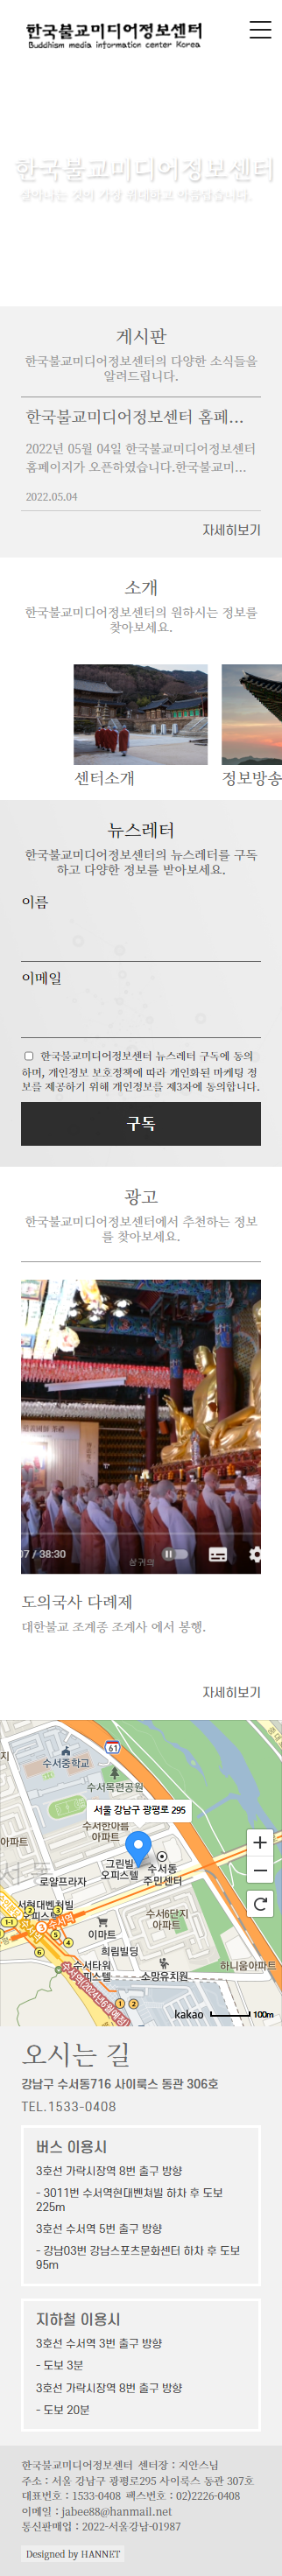 한국불교미디어정보센터
Buddhism media information center Korea
한국불교미디어정보센터
살아나는 것이 가장 위대하고 아름답습니다.
게시판
한국불교미디어정보센터의 다양한 소식들을
알려드립니다.
한국불교미디어정보센터 홈페...
2022년 05월 04일 한국불교미디어정보센터
홈페이지가 오픈하였습니다.한국불교미...
2022.05.04
자세히보기
소개
한국불교미디어정보센터의 원하시는 정보를
찾아보세요.
센터소개
정보방송
뉴스레터
한국불교미디어정보센터의 뉴스레터를 구독
하고 다양한 정보를 받아보세요.
이름
이메일
한국불교미디어정보센터 뉴스레터 구독에 동의
하며, 개인정보 보호정책에 따라 개인화된 마케팅 정
보를 제공하기 위해 개인정보를 제3자에 동의합니다.
구독
광고
한국불교미디어정보센터에서 추천하는 정보
를 찾아보세요.
07 / 38:30
삼귀의
도의국사 다례제
대한불교 조계종 조계사 에서 봉행.
자세히보기
61
수서중학교
수서목련공원
서울 강남구 광평로 295
수서한아름
아파트
아파트
그린빌
오피스텔
수서동
주민센터
로얄프라자
서현대벤처빌
오피스텔
수서6단지
아파트
이마트
희림빌딩
수서타워
오피스텔
소망유치원
하니움아파트
kakao
100m
오시는 길
강남구 수서동716 사이룩스 동관 306호
TEL.1533-0408
버스 이용시
3호선 가락시장역 8번 출구 방향
- 3011번 수서역현대벤쳐빌 하차 후 도보
225m
3호선 수서역 5번 출구 방향
- 강남03번 강남스포츠문화센터 하차 후 도보
95m
지하철 이용시
3호선 수서역 3번 출구 방향
- 도보 3분
3호선 가락시장역 8번 출구 방향
- 도보 20분
한국불교미디어정보센터 센터장 : 지안스님
주소 : 서울 강남구 광평로295 사이룩스 동관 307호
대표번호 : 1533-0408 팩스번호 : 02)2226-0408
이메일 : jabee88@hanmail.net
통신판매업 : 2022-서울강남-01987
Designed by HANNET